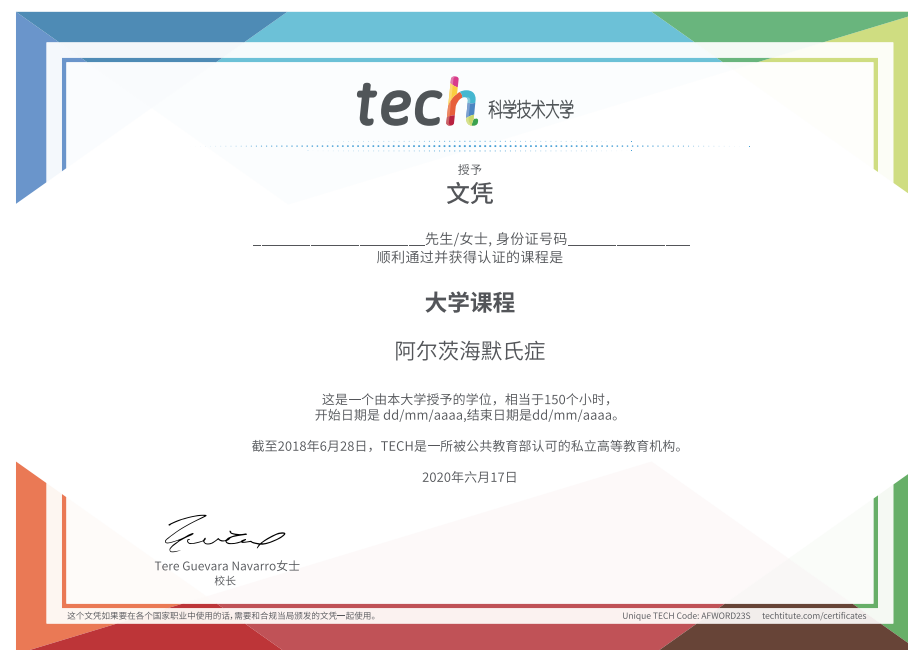 tech 科学技术大学
授予
文凭
____________________先生/女士, 身份证号码______________
顺利通过并获得认证的课程是
大学课程
阿尔茨海默氏症
这是一个由本大学授予的学位，相当于150个小时，
开始日期是 dd/mm/aaaa,结束日期是dd/mm/aaaa。
截至2018年6月28日，TECH是一所被公共教育部认可的私立高等教育机构。
2020年六月17日
Tere Guevara Navarro女士
校长
这个文凭如果要在各个国家职业中使用的话,需要和合规当局颁发的文凭一起使用。
Unique TECH Code: AFWORD23S techtitute.com/certificates